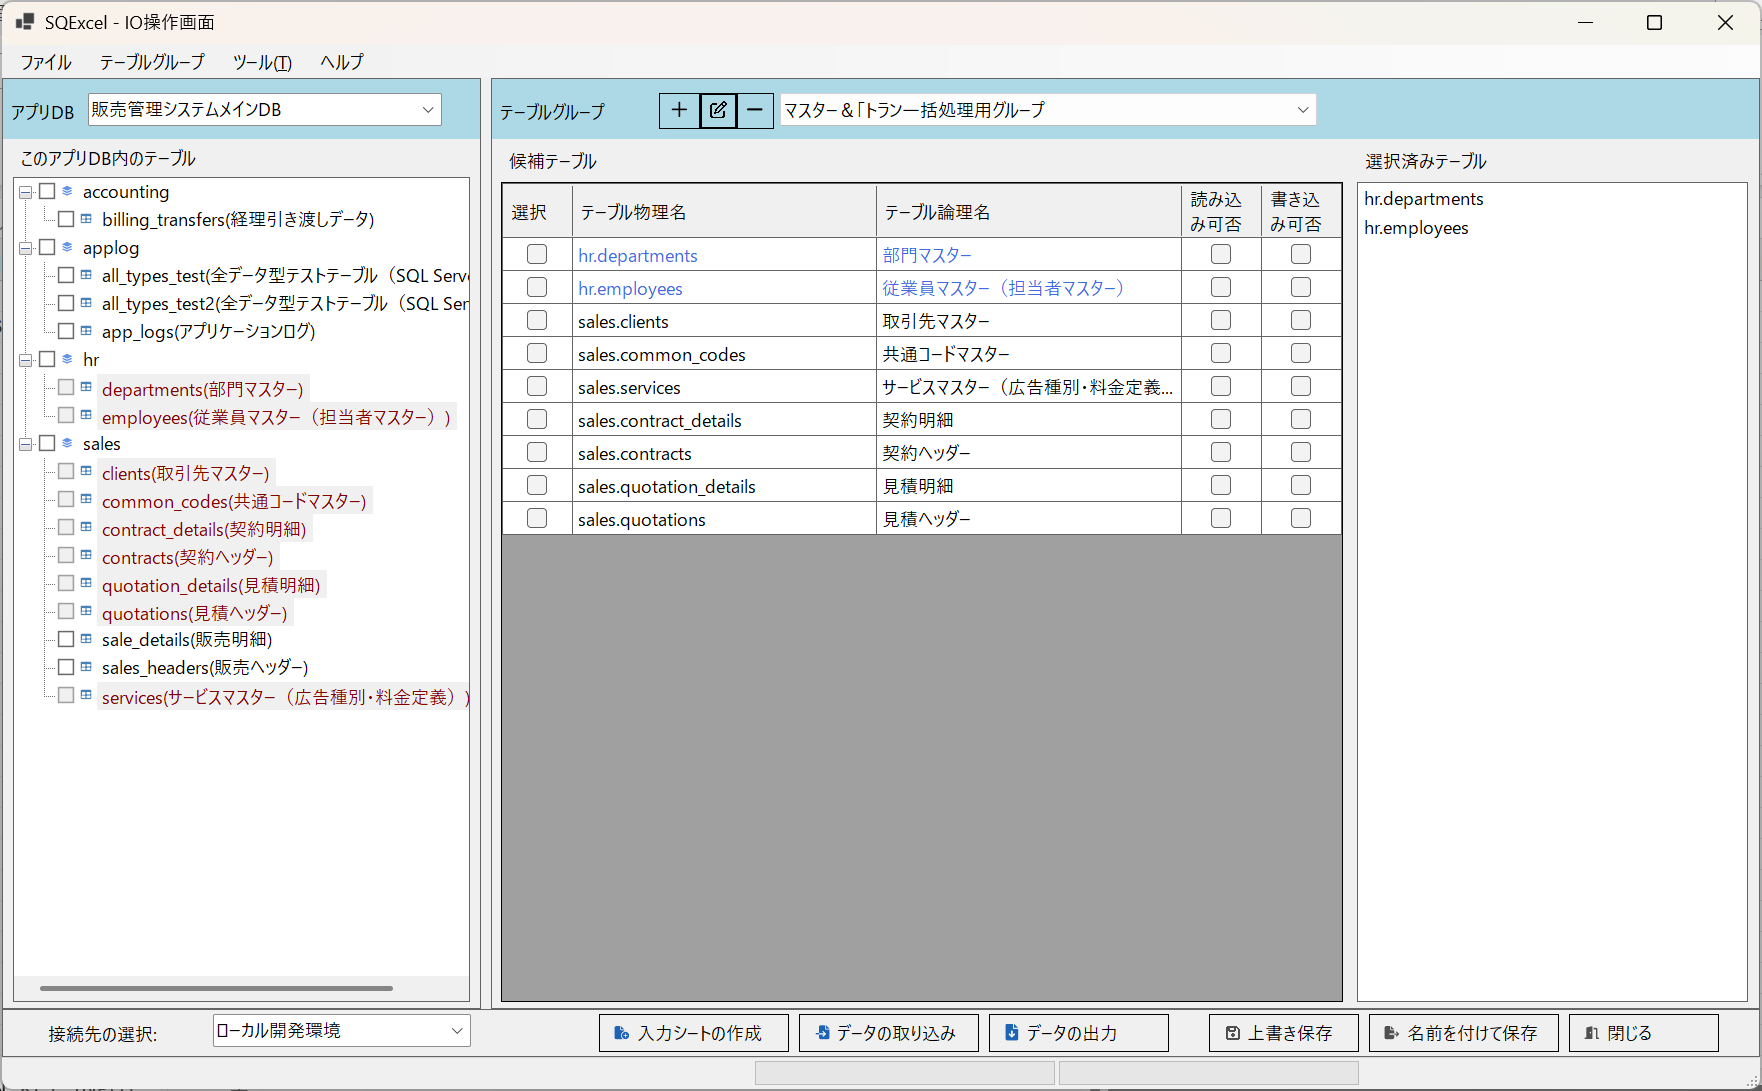 SQExcel - IO操作画面
ファイル テーブルグループ ツール(T) ヘルプ
アプリDB 販売管理システムメインDB
このアプリDB内のテーブル
accounting
billing_transfers(経理引き渡しデータ)
applog
all_types_test(全データ型テストテーブル（SQL Serve
all_types_test2(全データ型テストテーブル（SQL Ser
app_logs(アプリケーションログ)
hr
departments(部門マスター)
employees(従業員マスター（担当者マスター）)
sales
clients(取引先マスター)
common_codes(共通コードマスター)
contract_details(契約明細)
contracts(契約ヘッダー)
quotation_details(見積明細)
quotations(見積ヘッダー)
sale_details(販売明細)
sales_headers(販売ヘッダー)
services(サービスマスター（広告種別・料金定義）)
テーブルグループ + − マスター＆「トラン一括処理用グループ
候補テーブル
選択 テーブル物理名 テーブル論理名 読み込み可否 書き込み可否
hr.departments 部門マスター
hr.employees 従業員マスター（担当者マスター）
sales.clients 取引先マスター
sales.common_codes 共通コードマスター
sales.services サービスマスター（広告種別・料金定義...
sales.contract_details 契約明細
sales.contracts 契約ヘッダー
sales.quotation_details 見積明細
sales.quotations 見積ヘッダー
選択済みテーブル
hr.departments
hr.employees
接続先の選択: ローカル開発環境
入力シートの作成 データの取り込み データの出力 上書き保存 名前を付けて保存 閉じる